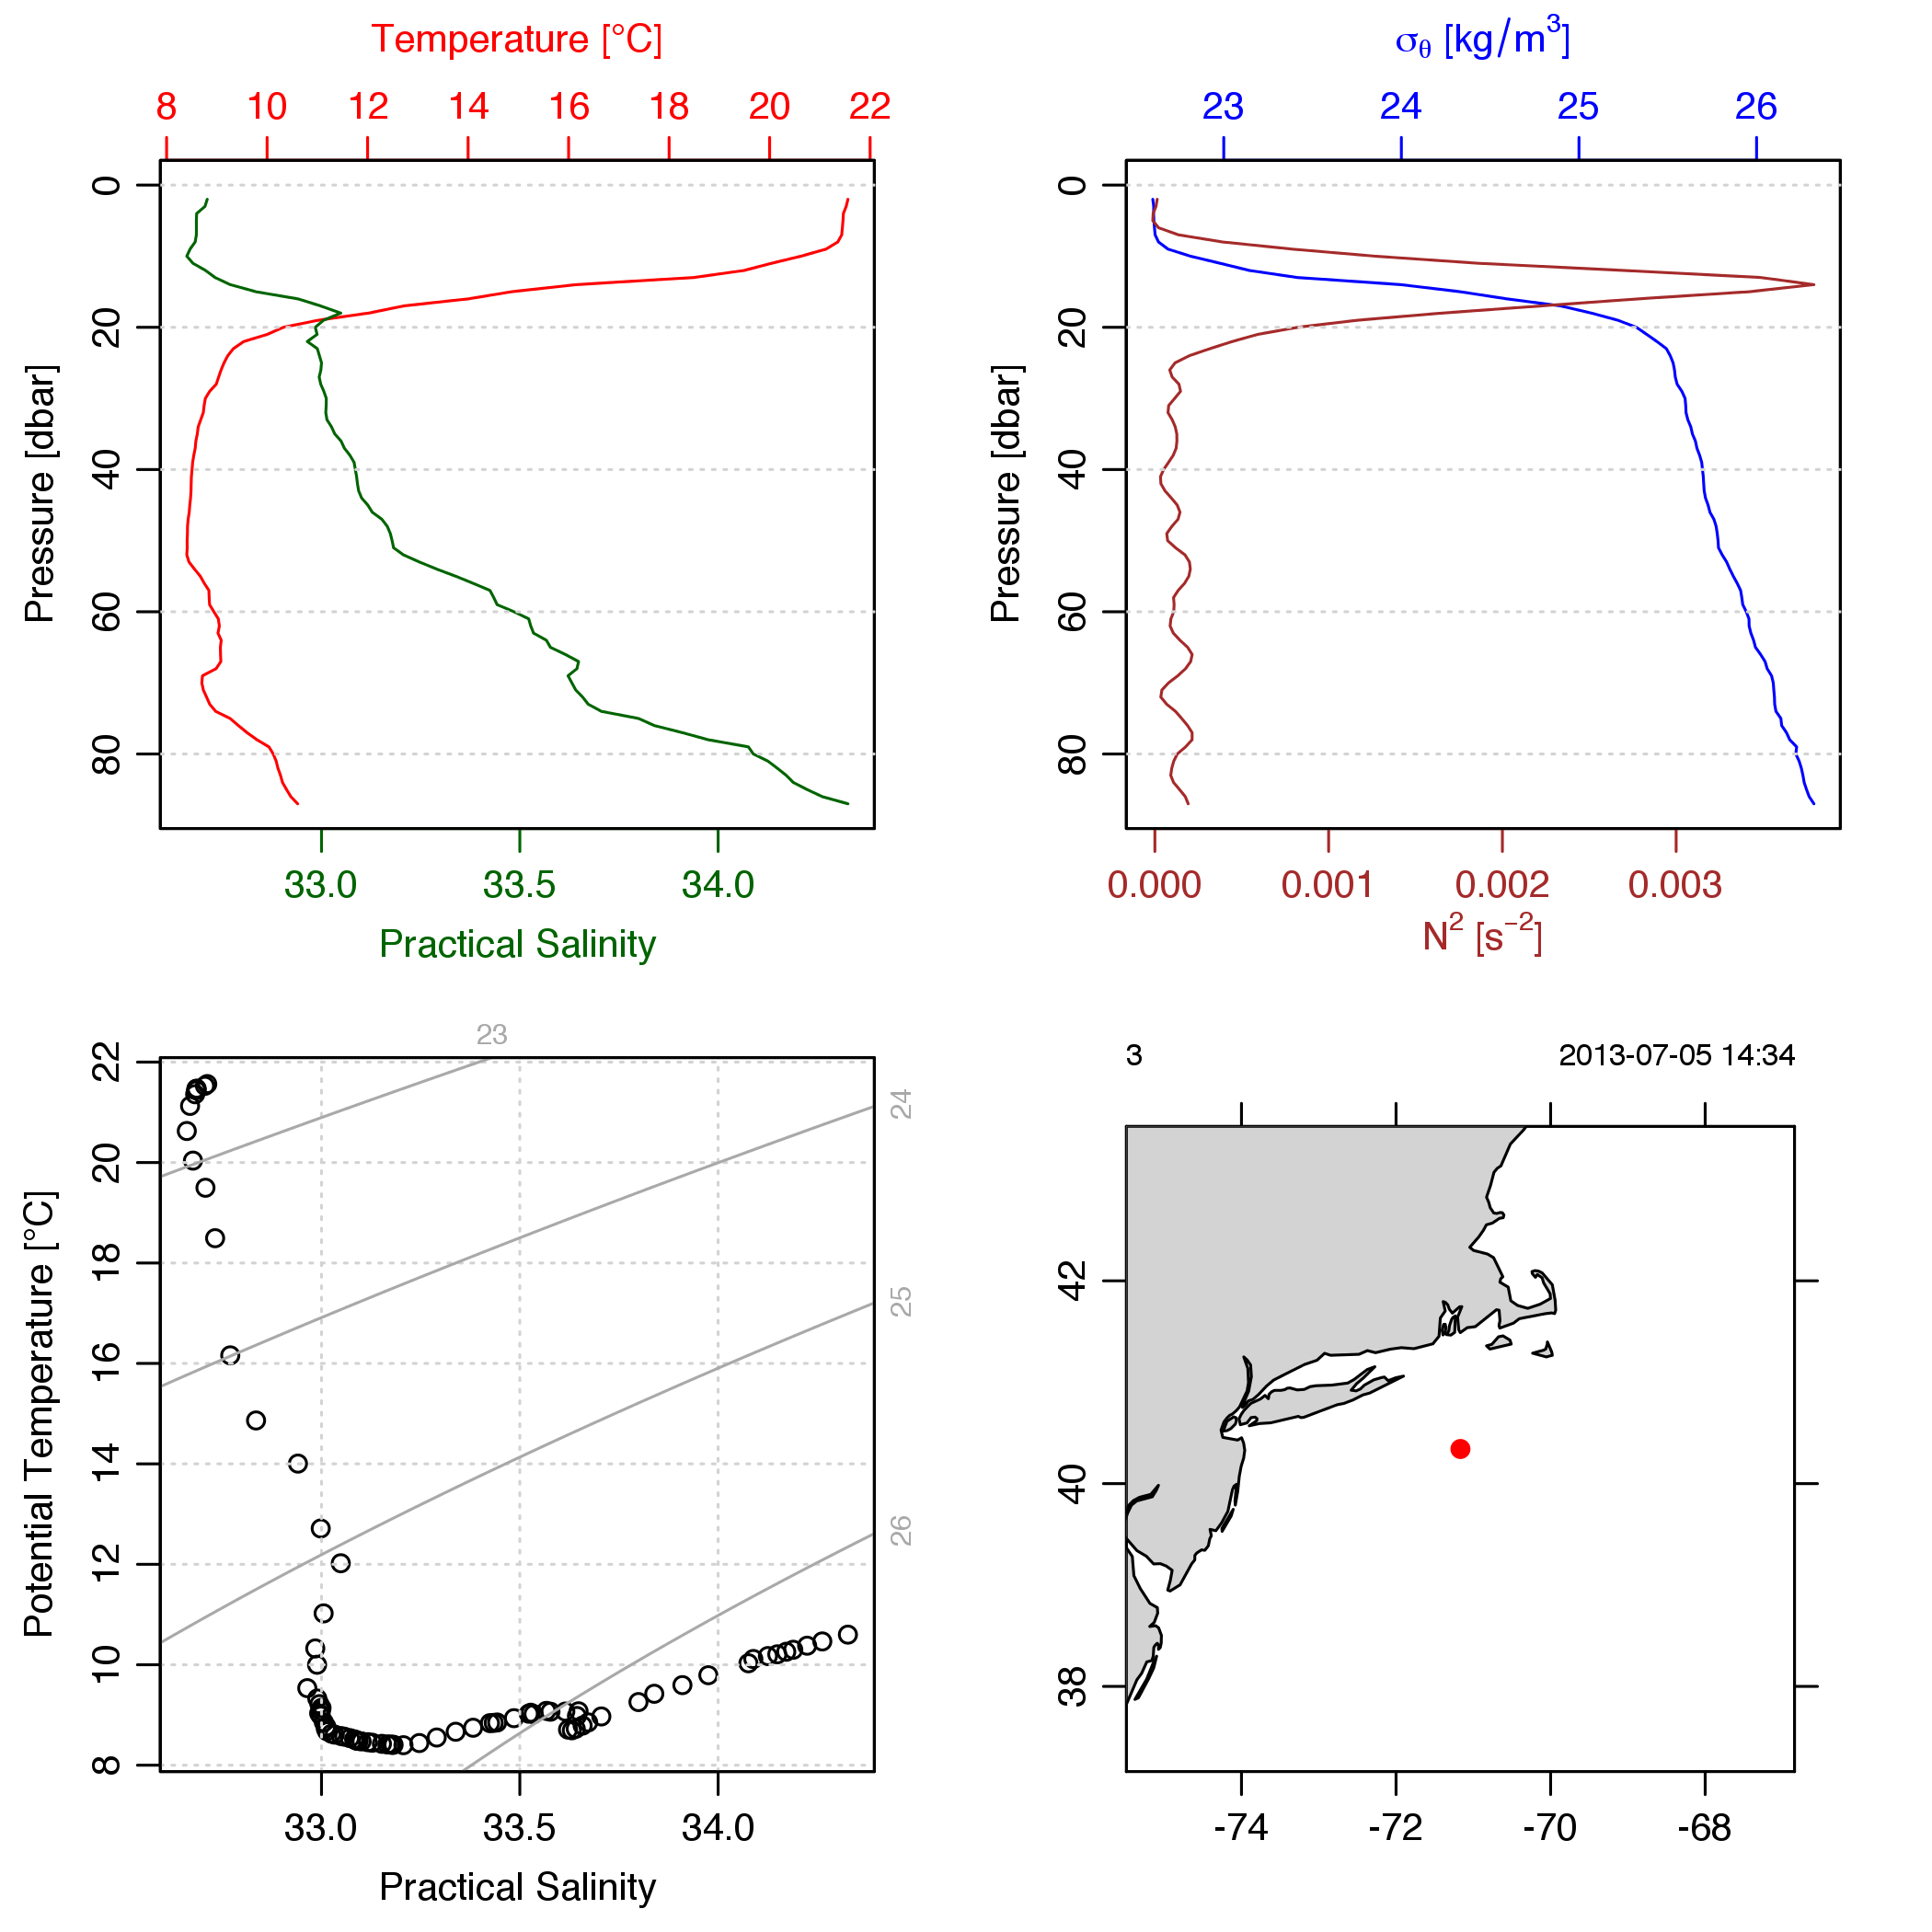 Temperature [°C]
8 10 12 14 16 18 20 22
0
20
40
60
80
Pressure [dbar]
33.0 33.5 34.0
Practical Salinity
σθ [kg/m3]
23 24 25 26
0
20
40
60
80
Pressure [dbar]
0.000 0.001 0.002 0.003
N2 [s−2]
23
24
25
26
22
20
18
16
14
12
10
8
Potential Temperature [°C]
33.0 33.5 34.0
Practical Salinity
3 2013-07-05 14:34
42
40
38
-74 -72 -70 -68